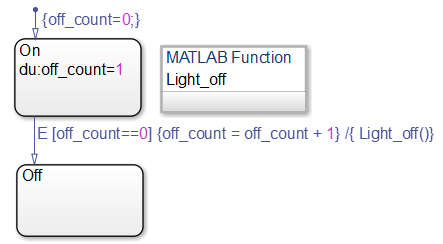 {off_count=0;}
On
du:off_count=1
MATLAB Function
Light_off
E [off_count==0] {off_count = off_count + 1} /{ Light_off()}
Off